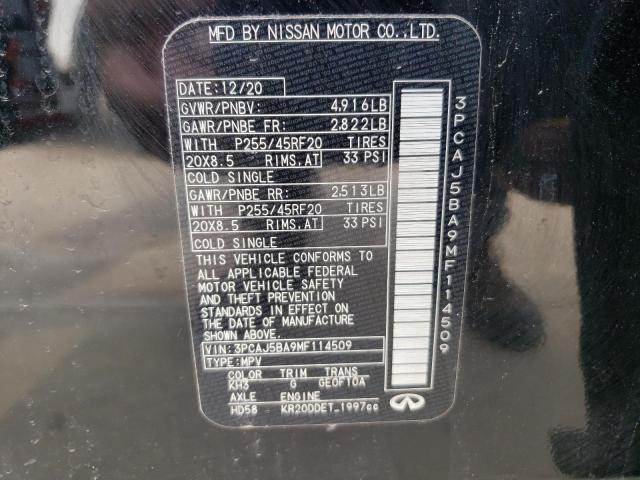 MFD BY NISSAN MOTOR CO.,LTD.
DATE: 12/20
GVWR/PNBV: 4,916LB
GAWR/PNBE FR: 2,822LB
WITH P255/45RF20 TIRES
20X8.5 RIMS.AT 33 PSI
COLD SINGLE
GAWR/PNBE RR: 2,513LB
WITH P255/45RF20 TIRES
20X8.5 RIMS.AT 33 PSI
COLD SINGLE
THIS VEHICLE CONFORMS TO
ALL APPLICABLE FEDERAL
MOTOR VEHICLE SAFETY
AND THEFT PREVENTION
STANDARDS IN EFFECT ON
THE DATE OF MANUFACTURE
SHOWN ABOVE.
VIN: 3PCAJ5BA9MF114509
TYPE: MPV
COLOR TRIM TRANS
KH3 G GE0F10A
AXLE ENGINE
HD58 KR20DDET 1997cc
3PCAJ5BA9MF114509